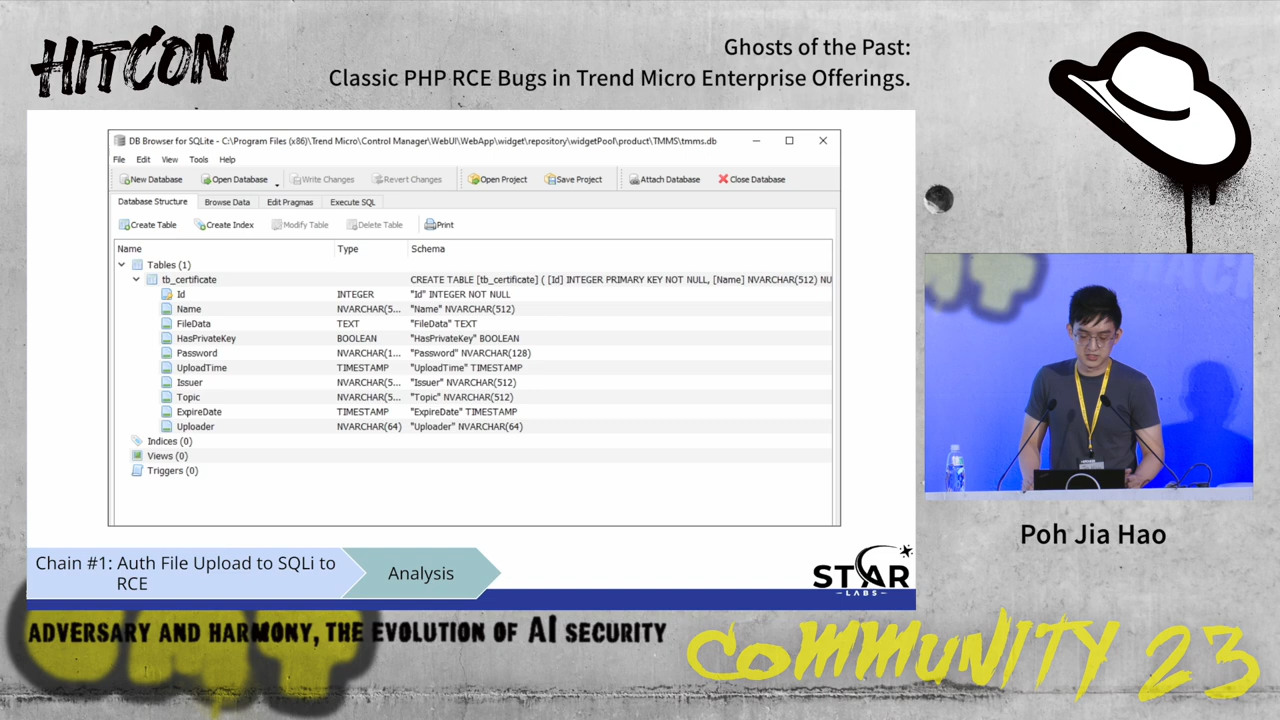 HITCON
Ghosts of the Past:
Classic PHP RCE Bugs in Trend Micro Enterprise Offerings.
DB Browser for SQLite - C:\Program Files (x86)\Trend Micro\Control Manager\WebUI\WebApp\widget\repository\widgetPool\product\TMMS\tmms.db
File Edit View Tools Help
New Database Open Database Write Changes Revert Changes Open Project Save Project Attach Database Close Database
Database Structure Browse Data Edit Pragmas Execute SQL
Create Table Create Index Modify Table Delete Table Print
Name Type Schema
Tables (1)
tb_certificate CREATE TABLE [tb_certificate] ( [Id] INTEGER PRIMARY KEY NOT NULL, [Name] NVARCHAR(512) NU
Id INTEGER "Id" INTEGER NOT NULL
Name NVARCHAR(5... "Name" NVARCHAR(512)
FileData TEXT "FileData" TEXT
HasPrivateKey BOOLEAN "HasPrivateKey" BOOLEAN
Password NVARCHAR(1... "Password" NVARCHAR(128)
UploadTime TIMESTAMP "UploadTime" TIMESTAMP
Issuer NVARCHAR(5... "Issuer" NVARCHAR(512)
Topic NVARCHAR(5... "Topic" NVARCHAR(512)
ExpireDate TIMESTAMP "ExpireDate" TIMESTAMP
Uploader NVARCHAR(64) "Uploader" NVARCHAR(64)
Indices (0)
Views (0)
Triggers (0)
Poh Jia Hao
Chain #1: Auth File Upload to SQLi to
RCE
Analysis
STAR
LABS
ADVERSARY AND HARMONY, THE EVOLUTION OF AI SECURITY
COMMUNITY 23